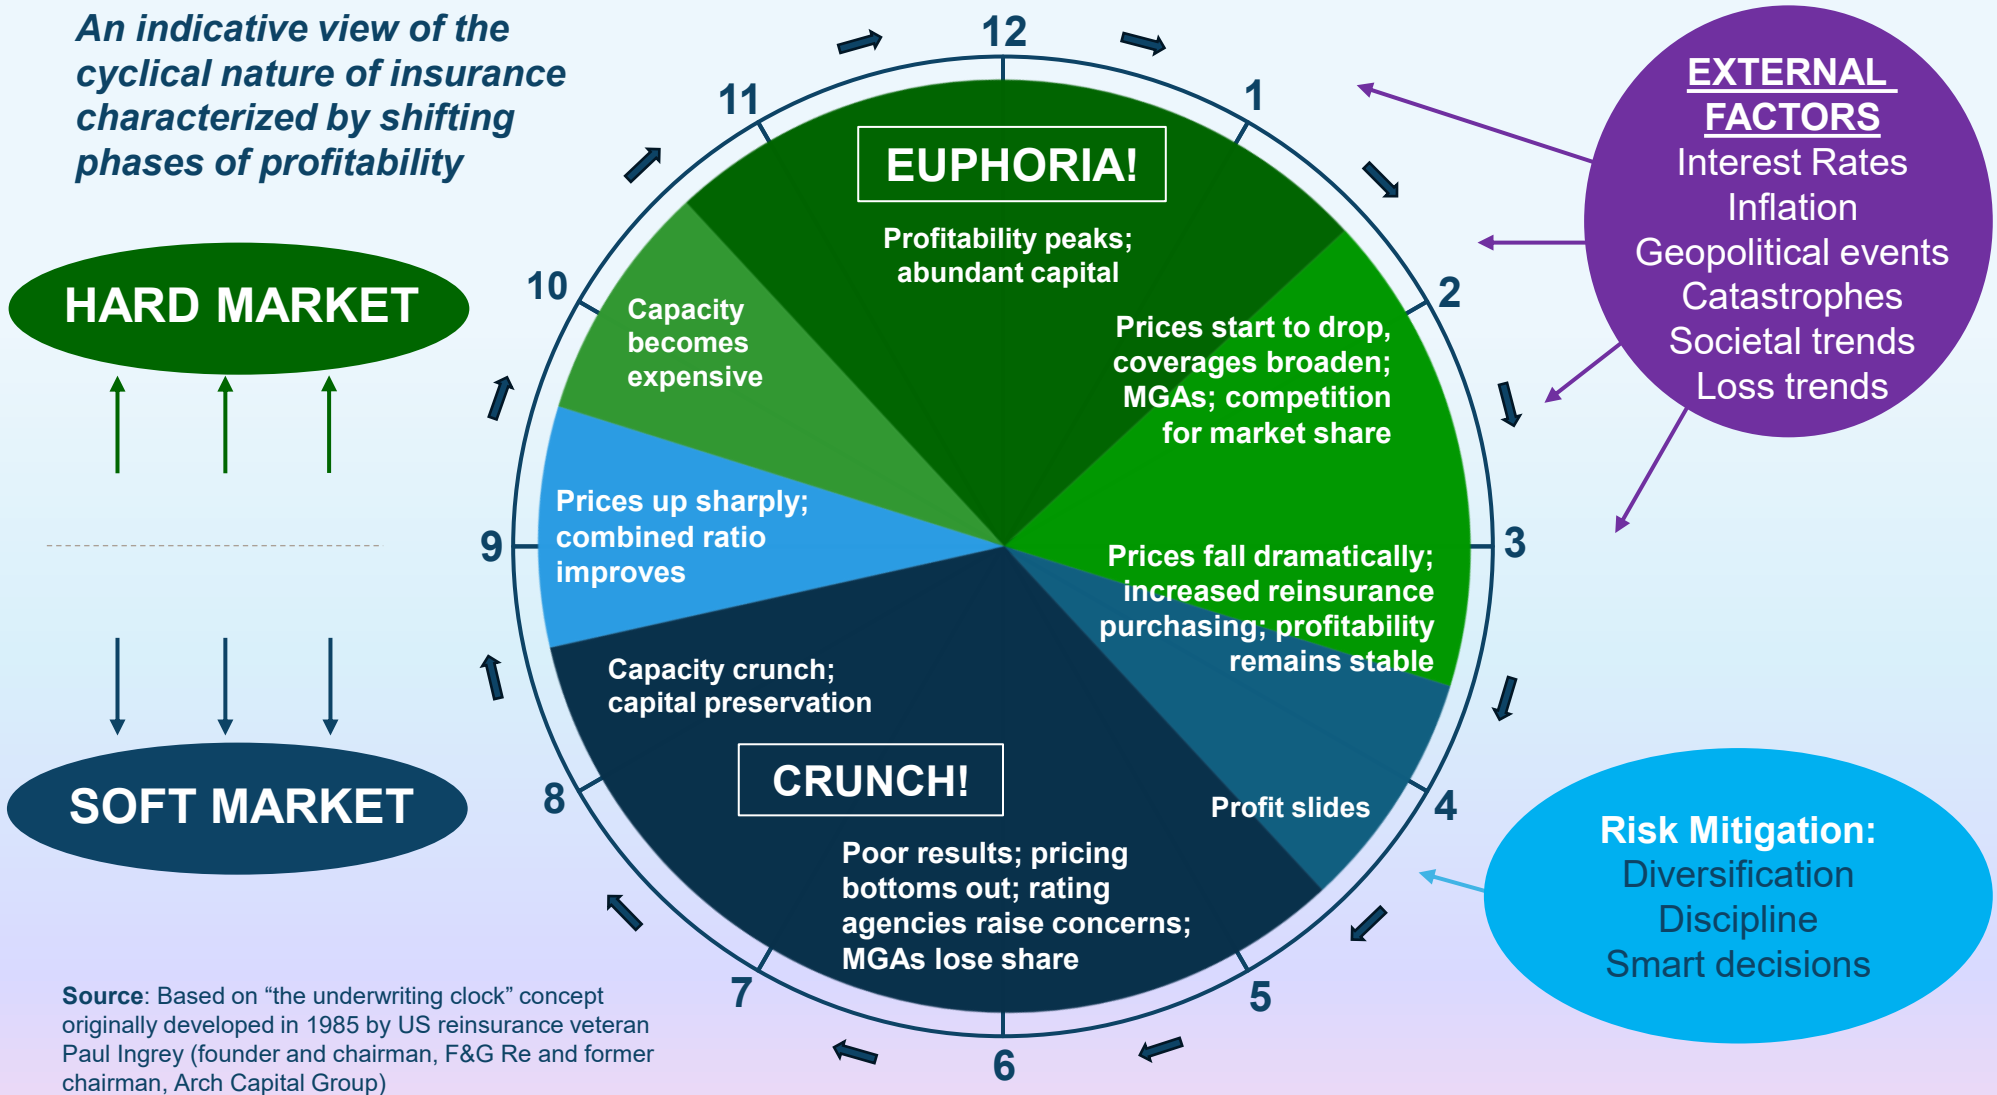 An indicative view of the
cyclical nature of insurance
characterized by shifting
phases of profitability
HARD MARKET
SOFT MARKET
12
1
2
3
4
5
6
7
8
9
10
11
EUPHORIA!
Profitability peaks;
abundant capital
Prices start to drop,
coverages broaden;
MGAs; competition
for market share
Prices fall dramatically;
increased reinsurance
purchasing; profitability
remains stable
Profit slides
CRUNCH!
Poor results; pricing
bottoms out; rating
agencies raise concerns;
MGAs lose share
Capacity crunch;
capital preservation
Prices up sharply;
combined ratio
improves
Capacity
becomes
expensive
EXTERNAL
FACTORS
Interest Rates
Inflation
Geopolitical events
Catastrophes
Societal trends
Loss trends
Risk Mitigation:
Diversification
Discipline
Smart decisions
Source: Based on “the underwriting clock” concept
originally developed in 1985 by US reinsurance veteran
Paul Ingrey (founder and chairman, F&G Re and former
chairman, Arch Capital Group)